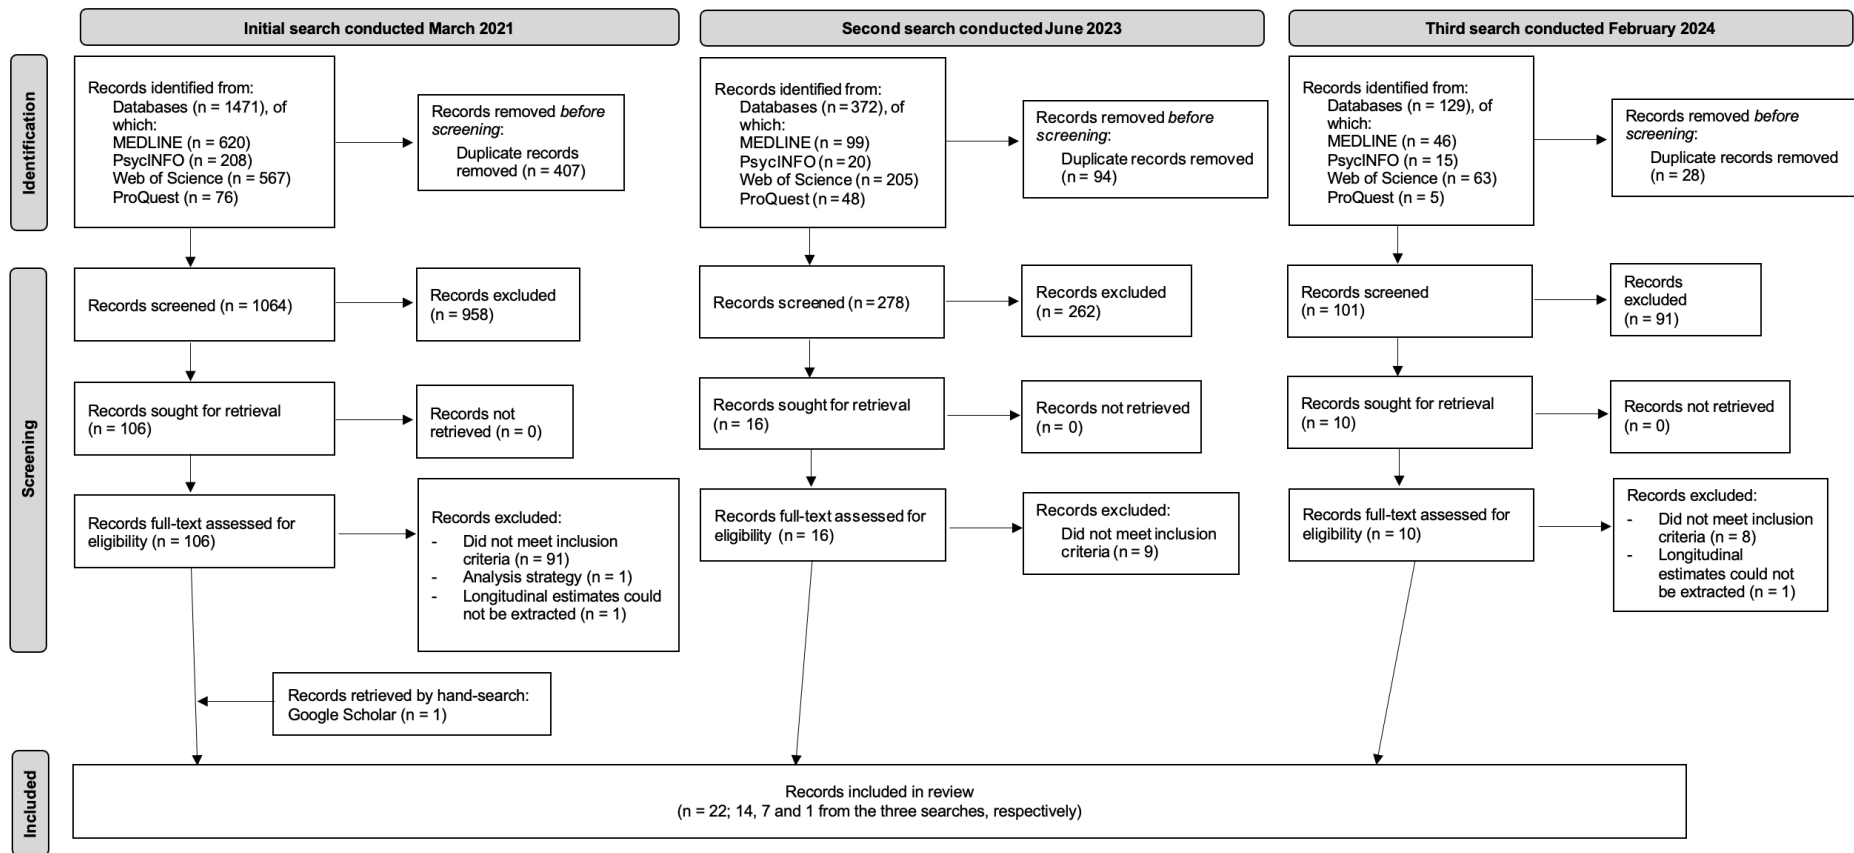 Initial search conducted March 2021
Second search conducted June 2023
Third search conducted February 2024
Identification
Records identified from:
Databases (n = 1471), of
which:
MEDLINE (n = 620)
PsycINFO (n = 208)
Web of Science (n = 567)
ProQuest (n = 76)
Records removed before
screening:
Duplicate records
removed (n = 407)
Records identified from:
Databases (n = 372), of
which:
MEDLINE (n = 99)
PsycINFO (n = 20)
Web of Science (n = 205)
ProQuest (n = 48)
Records removed before
screening:
Duplicate records removed
(n = 94)
Records identified from:
Databases (n = 129), of
which:
MEDLINE (n = 46)
PsycINFO (n = 15)
Web of Science (n = 63)
ProQuest (n = 5)
Records removed before
screening:
Duplicate records removed
(n = 28)
Screening
Records screened (n = 1064)
Records excluded
(n = 958)
Records screened (n = 278)
Records excluded
(n = 262)
Records screened
(n = 101)
Records
excluded
(n = 91)
Records sought for retrieval
(n = 106)
Records not
retrieved (n = 0)
Records sought for retrieval
(n = 16)
Records not retrieved
(n = 0)
Records sought for retrieval
(n = 10)
Records not retrieved
(n = 0)
Records full-text assessed for
eligibility (n = 106)
Records excluded:
- Did not meet inclusion
criteria (n = 91)
- Analysis strategy (n = 1)
- Longitudinal estimates could
not be extracted (n = 1)
Records full-text assessed for
eligibility (n = 16)
Records excluded:
Did not meet inclusion
criteria (n = 9)
Records full-text assessed for
eligibility (n = 10)
Records excluded:
- Did not meet inclusion
criteria (n = 8)
- Longitudinal
estimates could not
be extracted (n = 1)
Records retrieved by hand-search:
Google Scholar (n = 1)
Included
Records included in review
(n = 22; 14, 7 and 1 from the three searches, respectively)